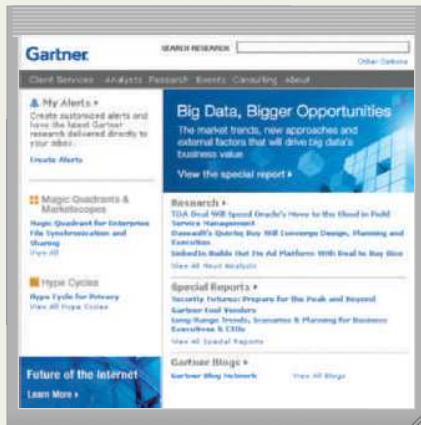 Gartner
SEARCH RESEARCH
Other Options
Client Services Analysts Research Events Consulting About
My Alerts
Create customized alerts and
have the latest Gartner
research delivered directly to
your inbox.
Create Alerts
Magic Quadrants &
Marketscopes
Magic Quadrant for Enterprise
File Synchronization and
Sharing
View All
Hype Cycles
Hype Cycle for Privacy
View All Hype Cycles
Future of the Internet
Learn More
Big Data, Bigger Opportunities
The market trends, new approaches and
external factors that will drive big data's
business value
View the special report
Research
TOA Deal Will Speed Oracle's Move to the Cloud in Field
Service Management
Dassault's Quintiq Buy Will Converge Design, Planning and
Execution
LinkedIn Builds Out Its Ad Platform With Deal to Buy Bizo
View All News Analysis
Special Reports
Security Futures: Prepare for the Peak and Beyond
Gartner Cool Vendors
Long-Range Trends, Scenarios & Planning for Business
Executives & CIOs
View All Special Reports
Gartner Blogs
Gartner Blog Network View All Blogs